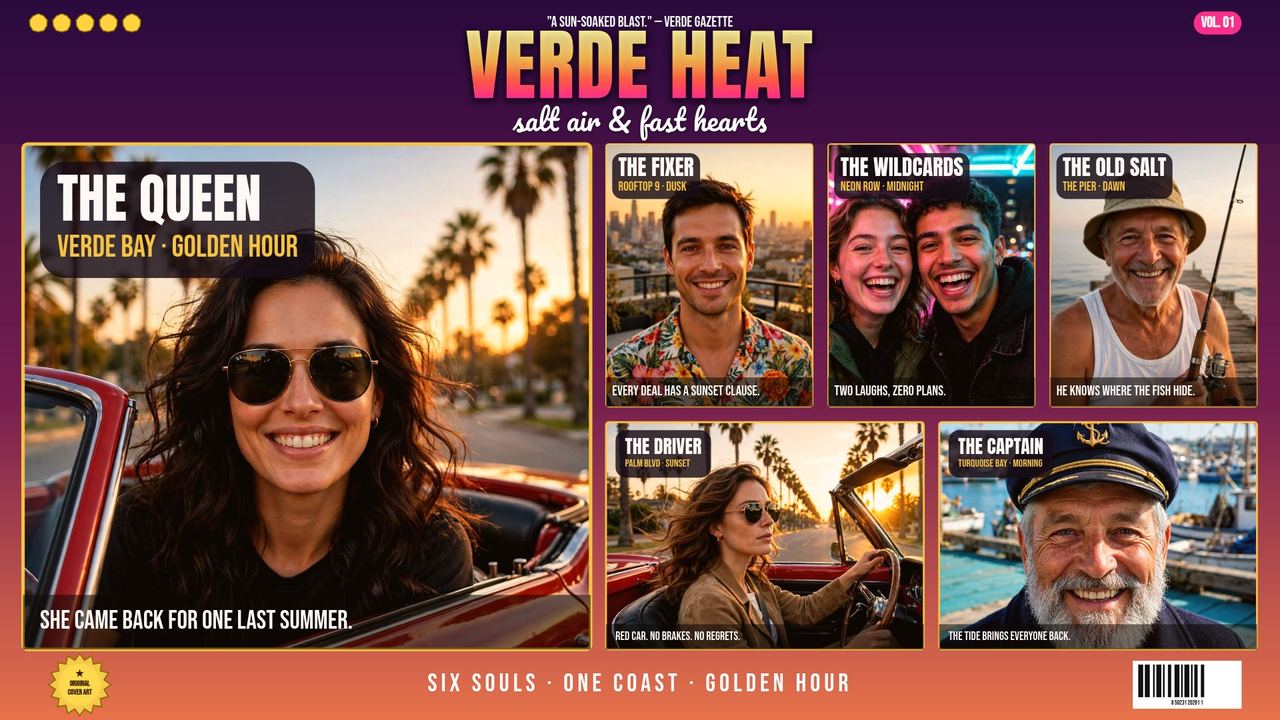 "A SUN-SOAKED BLAST." — VERDE GAZETTE
VOL. 01
VERDE HEAT
salt air & fast hearts
THE QUEEN
VERDE BAY · GOLDEN HOUR
SHE CAME BACK FOR ONE LAST SUMMER.
THE FIXER
ROOFTOP 9 · DUSK
EVERY DEAL HAS A SUNSET CLAUSE.
THE WILDCARDS
NEON ROW · MIDNIGHT
TWO LAUGHS, ZERO PLANS.
THE OLD SALT
THE PIER · DAWN
HE KNOWS WHERE THE FISH HIDE.
THE DRIVER
PALM BLVD · SUNSET
RED CAR. NO BRAKES. NO REGRETS.
THE CAPTAIN
TURQUOISE BAY · MORNING
THE TIDE BRINGS EVERYONE BACK.
★
ORIGINAL
COVER ART
SIX SOULS · ONE COAST · GOLDEN HOUR